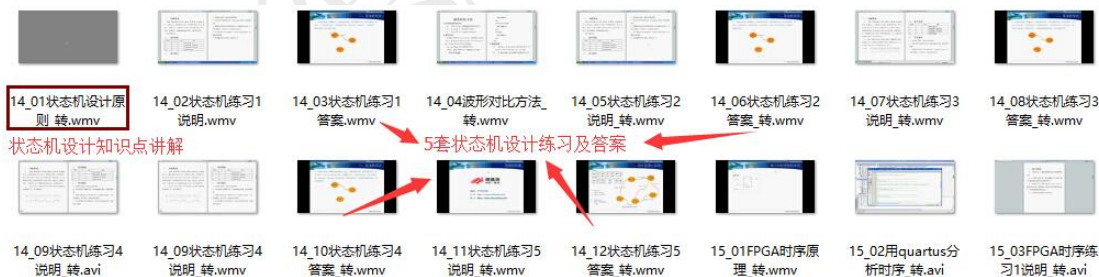 14_01状态机设计原
则_转.wmv
14_02状态机练习1
说明.wmv
14_03状态机练习1
答案.wmv
14_04波形对比方法_
转.wmv
14_05状态机练习2
说明_转.wmv
14_06状态机练习2
答案_转.wmv
14_07状态机练习3
说明_转.wmv
14_08状态机练习3
答案_转.wmv
状态机设计知识点讲解
5套状态机设计练习及答案
14_09状态机练习4
说明_转.avi
14_09状态机练习4
说明_转.wmv
14_10状态机练习4
答案_转.wmv
14_11状态机练习5
说明_转.wmv
14_12状态机练习5
答案_转.wmv
15_01FPGA时序原
理_转.wmv
15_02用quartus分
析时序_转.avi
15_03FPGA时序练
习1说明_转.avi